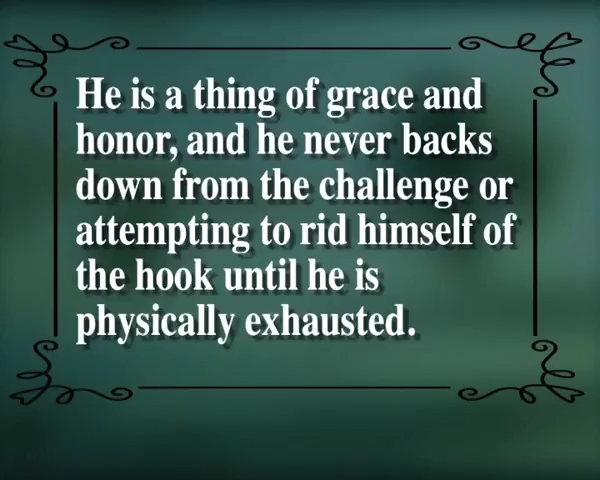 He is a thing of grace and
honor, and he never backs
down from the challenge or
attempting to rid himself of
the hook until he is
physically exhausted.